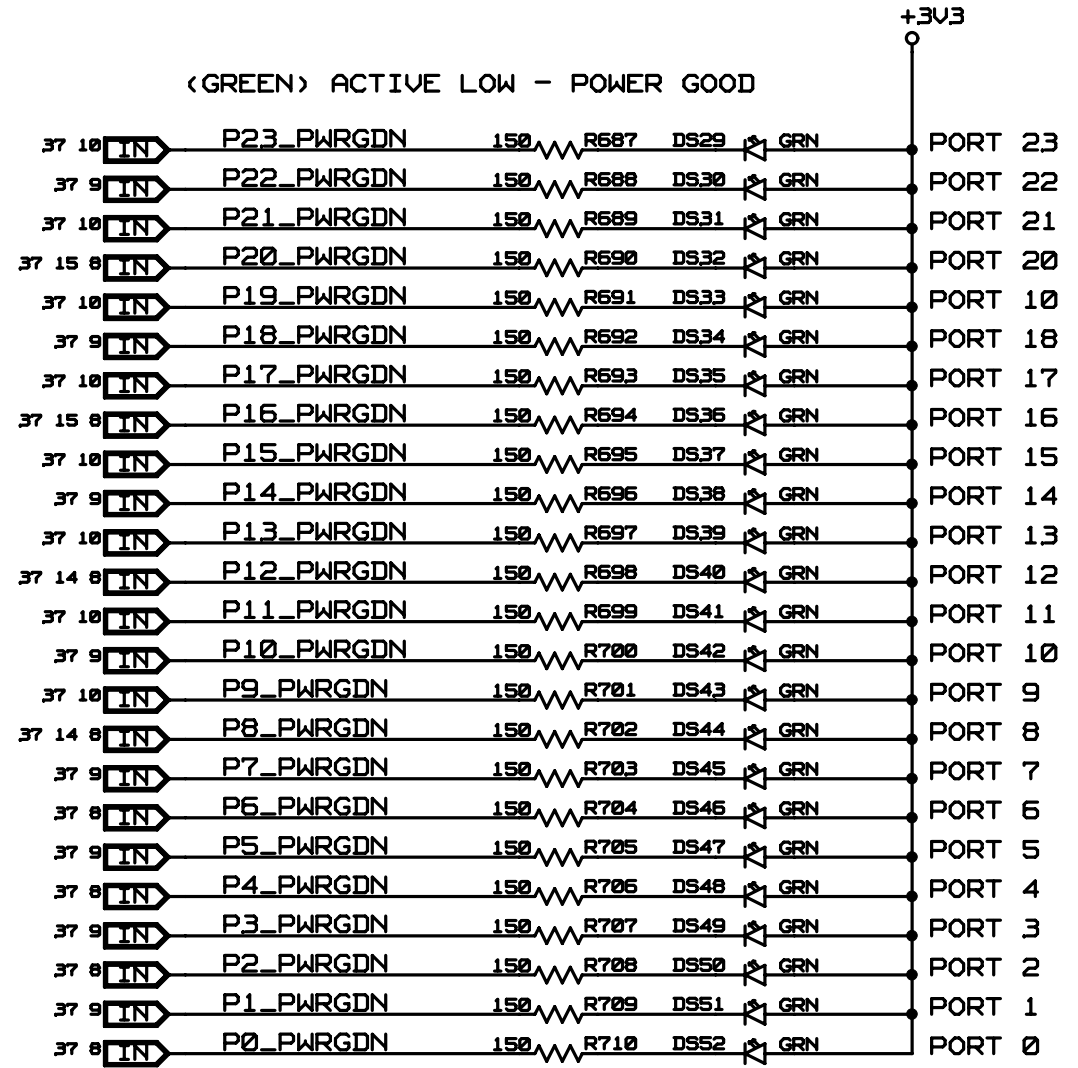 +3V3
(GREEN) ACTIVE LOW - POWER GOOD
37 10 IN P23_PWRGDN 150 R687 DS29 GRN PORT 23
37 9 IN P22_PWRGDN 150 R688 DS30 GRN PORT 22
37 10 IN P21_PWRGDN 150 R689 DS31 GRN PORT 21
37 15 8 IN P20_PWRGDN 150 R690 DS32 GRN PORT 20
37 10 IN P19_PWRGDN 150 R691 DS33 GRN PORT 10
37 9 IN P18_PWRGDN 150 R692 DS34 GRN PORT 18
37 10 IN P17_PWRGDN 150 R693 DS35 GRN PORT 17
37 15 8 IN P16_PWRGDN 150 R694 DS36 GRN PORT 16
37 10 IN P15_PWRGDN 150 R695 DS37 GRN PORT 15
37 9 IN P14_PWRGDN 150 R696 DS38 GRN PORT 14
37 10 IN P13_PWRGDN 150 R697 DS39 GRN PORT 13
37 14 8 IN P12_PWRGDN 150 R698 DS40 GRN PORT 12
37 10 IN P11_PWRGDN 150 R699 DS41 GRN PORT 11
37 9 IN P10_PWRGDN 150 R700 DS42 GRN PORT 10
37 10 IN P9_PWRGDN 150 R701 DS43 GRN PORT 9
37 14 8 IN P8_PWRGDN 150 R702 DS44 GRN PORT 8
37 9 IN P7_PWRGDN 150 R703 DS45 GRN PORT 7
37 8 IN P6_PWRGDN 150 R704 DS46 GRN PORT 6
37 9 IN P5_PWRGDN 150 R705 DS47 GRN PORT 5
37 8 IN P4_PWRGDN 150 R706 DS48 GRN PORT 4
37 9 IN P3_PWRGDN 150 R707 DS49 GRN PORT 3
37 8 IN P2_PWRGDN 150 R708 DS50 GRN PORT 2
37 9 IN P1_PWRGDN 150 R709 DS51 GRN PORT 1
37 8 IN P0_PWRGDN 150 R710 DS52 GRN PORT 0